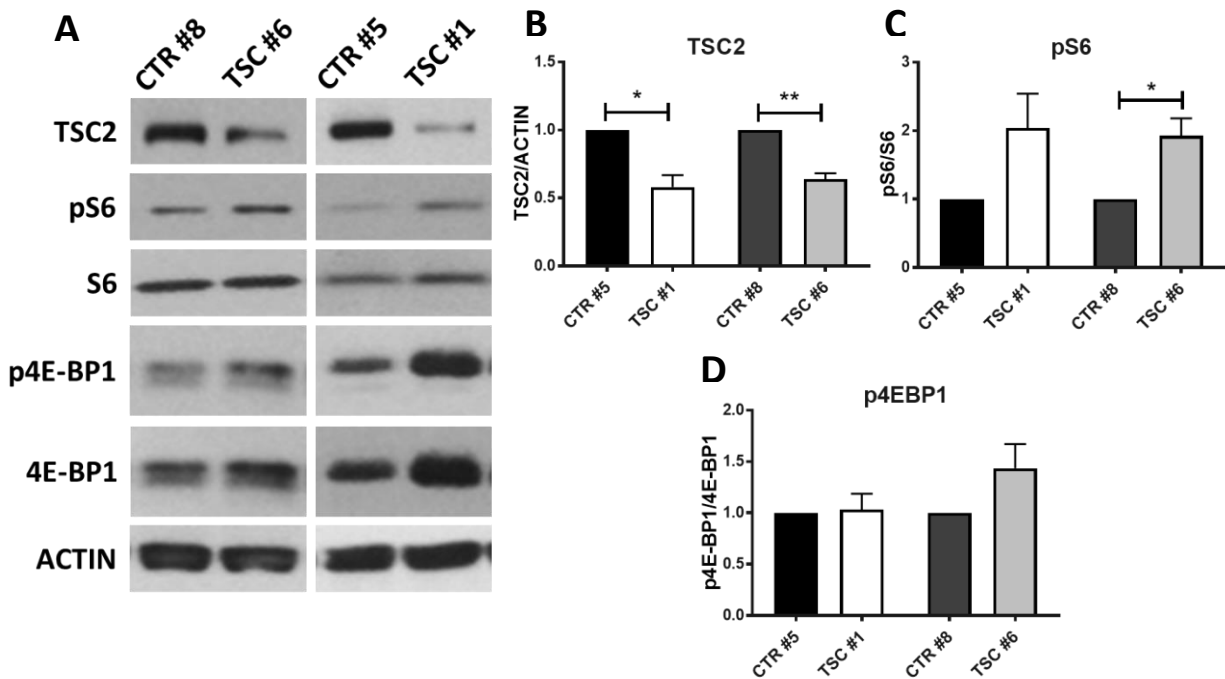 A
CTR #8 TSC #6 CTR #5 TSC #1
TSC2
pS6
S6
p4E-BP1
4E-BP1
ACTIN
B
TSC2
TSC2/ACTIN
1.5
1.0
0.5
0.0
* **
CTR #5 TSC #1 CTR #8 TSC #6
C
pS6
pS6/S6
3
2
1
0
*
CTR #5 TSC #1 CTR #8 TSC #6
D
p4EBP1
p4E-BP1/4E-BP1
2.0
1.5
1.0
0.5
0.0
CTR #5 TSC #1 CTR #8 TSC #6